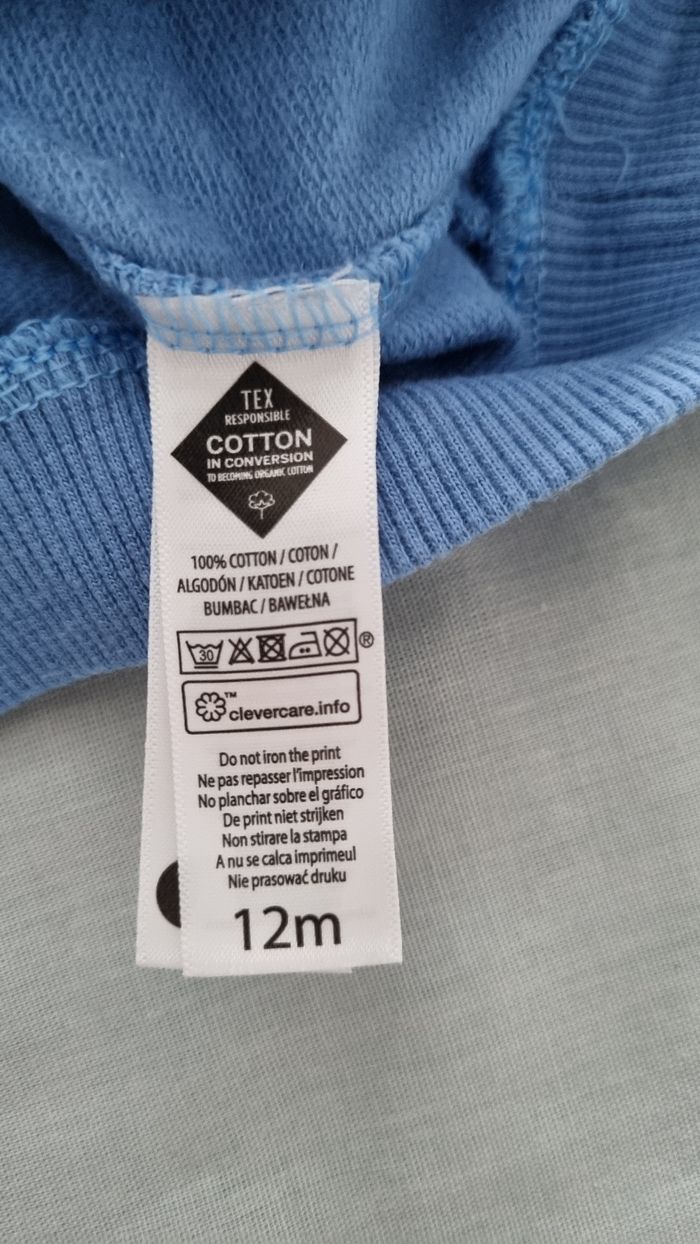 TEX
RESPONSIBLE
COTTON
IN CONVERSION
TO BECOMING ORGANIC COTTON
100% COTTON / COTON /
ALGODÓN / KATOEN / COTONE
BUMBAC / BAWEŁNA
30
®
™
clevercare.info
Do not iron the print
Ne pas repasser l'impression
No planchar sobre el gráfico
De print niet strijken
Non stirare la stampa
A nu se calca imprimeul
Nie prasować druku
12m